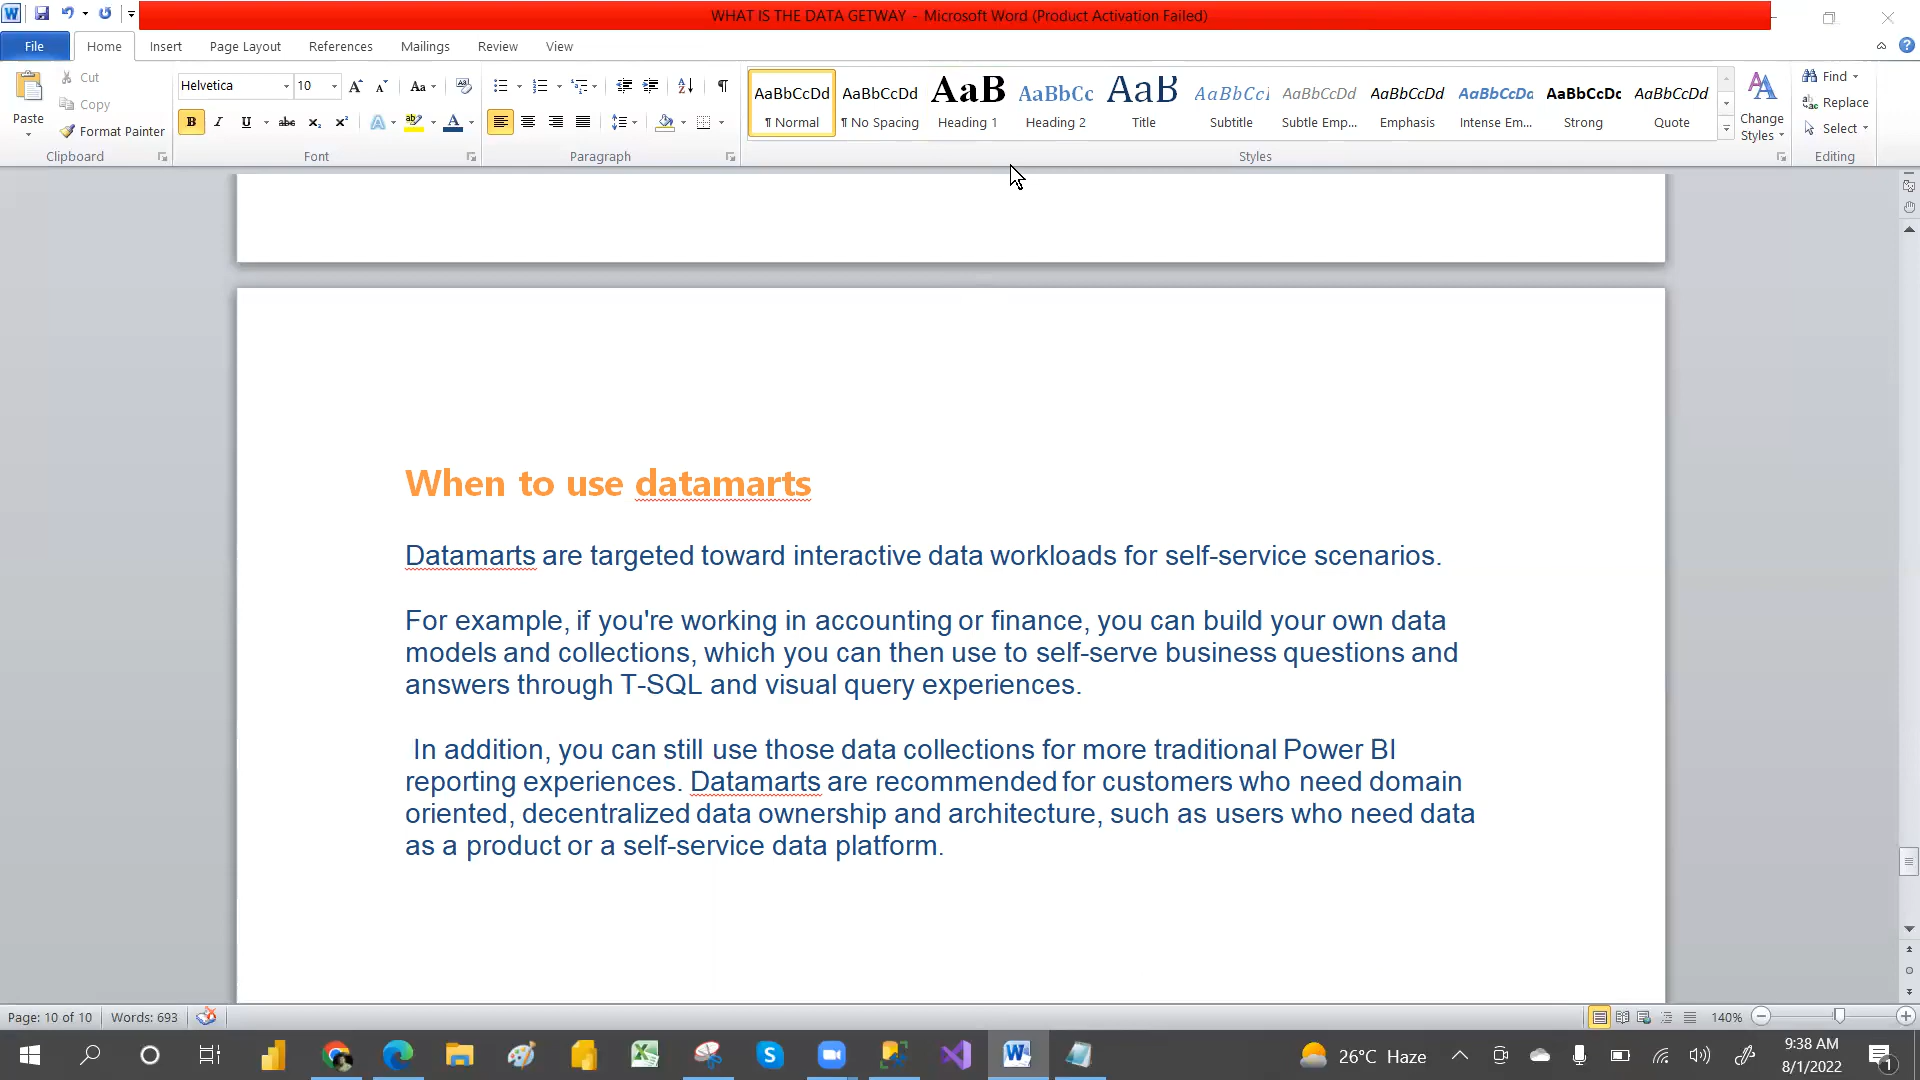 WHAT IS THE DATA GETWAY - Microsoft Word (Product Activation Failed)
File Home Insert Page Layout References Mailings Review View
Paste
Cut
Copy
Format Painter
Clipboard
Helvetica 10
Font
Paragraph
AaBbCcDd AaBbCcDd AaB AaBbCc AaB AaBbCcI AaBbCcDd AaBbCcDd AaBbCcDd AaBbCcDc AaBbCcDd
¶ Normal ¶ No Spacing Heading 1 Heading 2 Title Subtitle Subtle Emp... Emphasis Intense Em... Strong Quote
Styles
Change
Styles
Find
Replace
Select
Editing
When to use datamarts
Datamarts are targeted toward interactive data workloads for self-service scenarios.
For example, if you're working in accounting or finance, you can build your own data
models and collections, which you can then use to self-serve business questions and
answers through T-SQL and visual query experiences.
In addition, you can still use those data collections for more traditional Power BI
reporting experiences. Datamarts are recommended for customers who need domain
oriented, decentralized data ownership and architecture, such as users who need data
as a product or a self-service data platform.
Page: 10 of 10 Words: 693
140%
26°C Haze
9:38 AM
8/1/2022
1